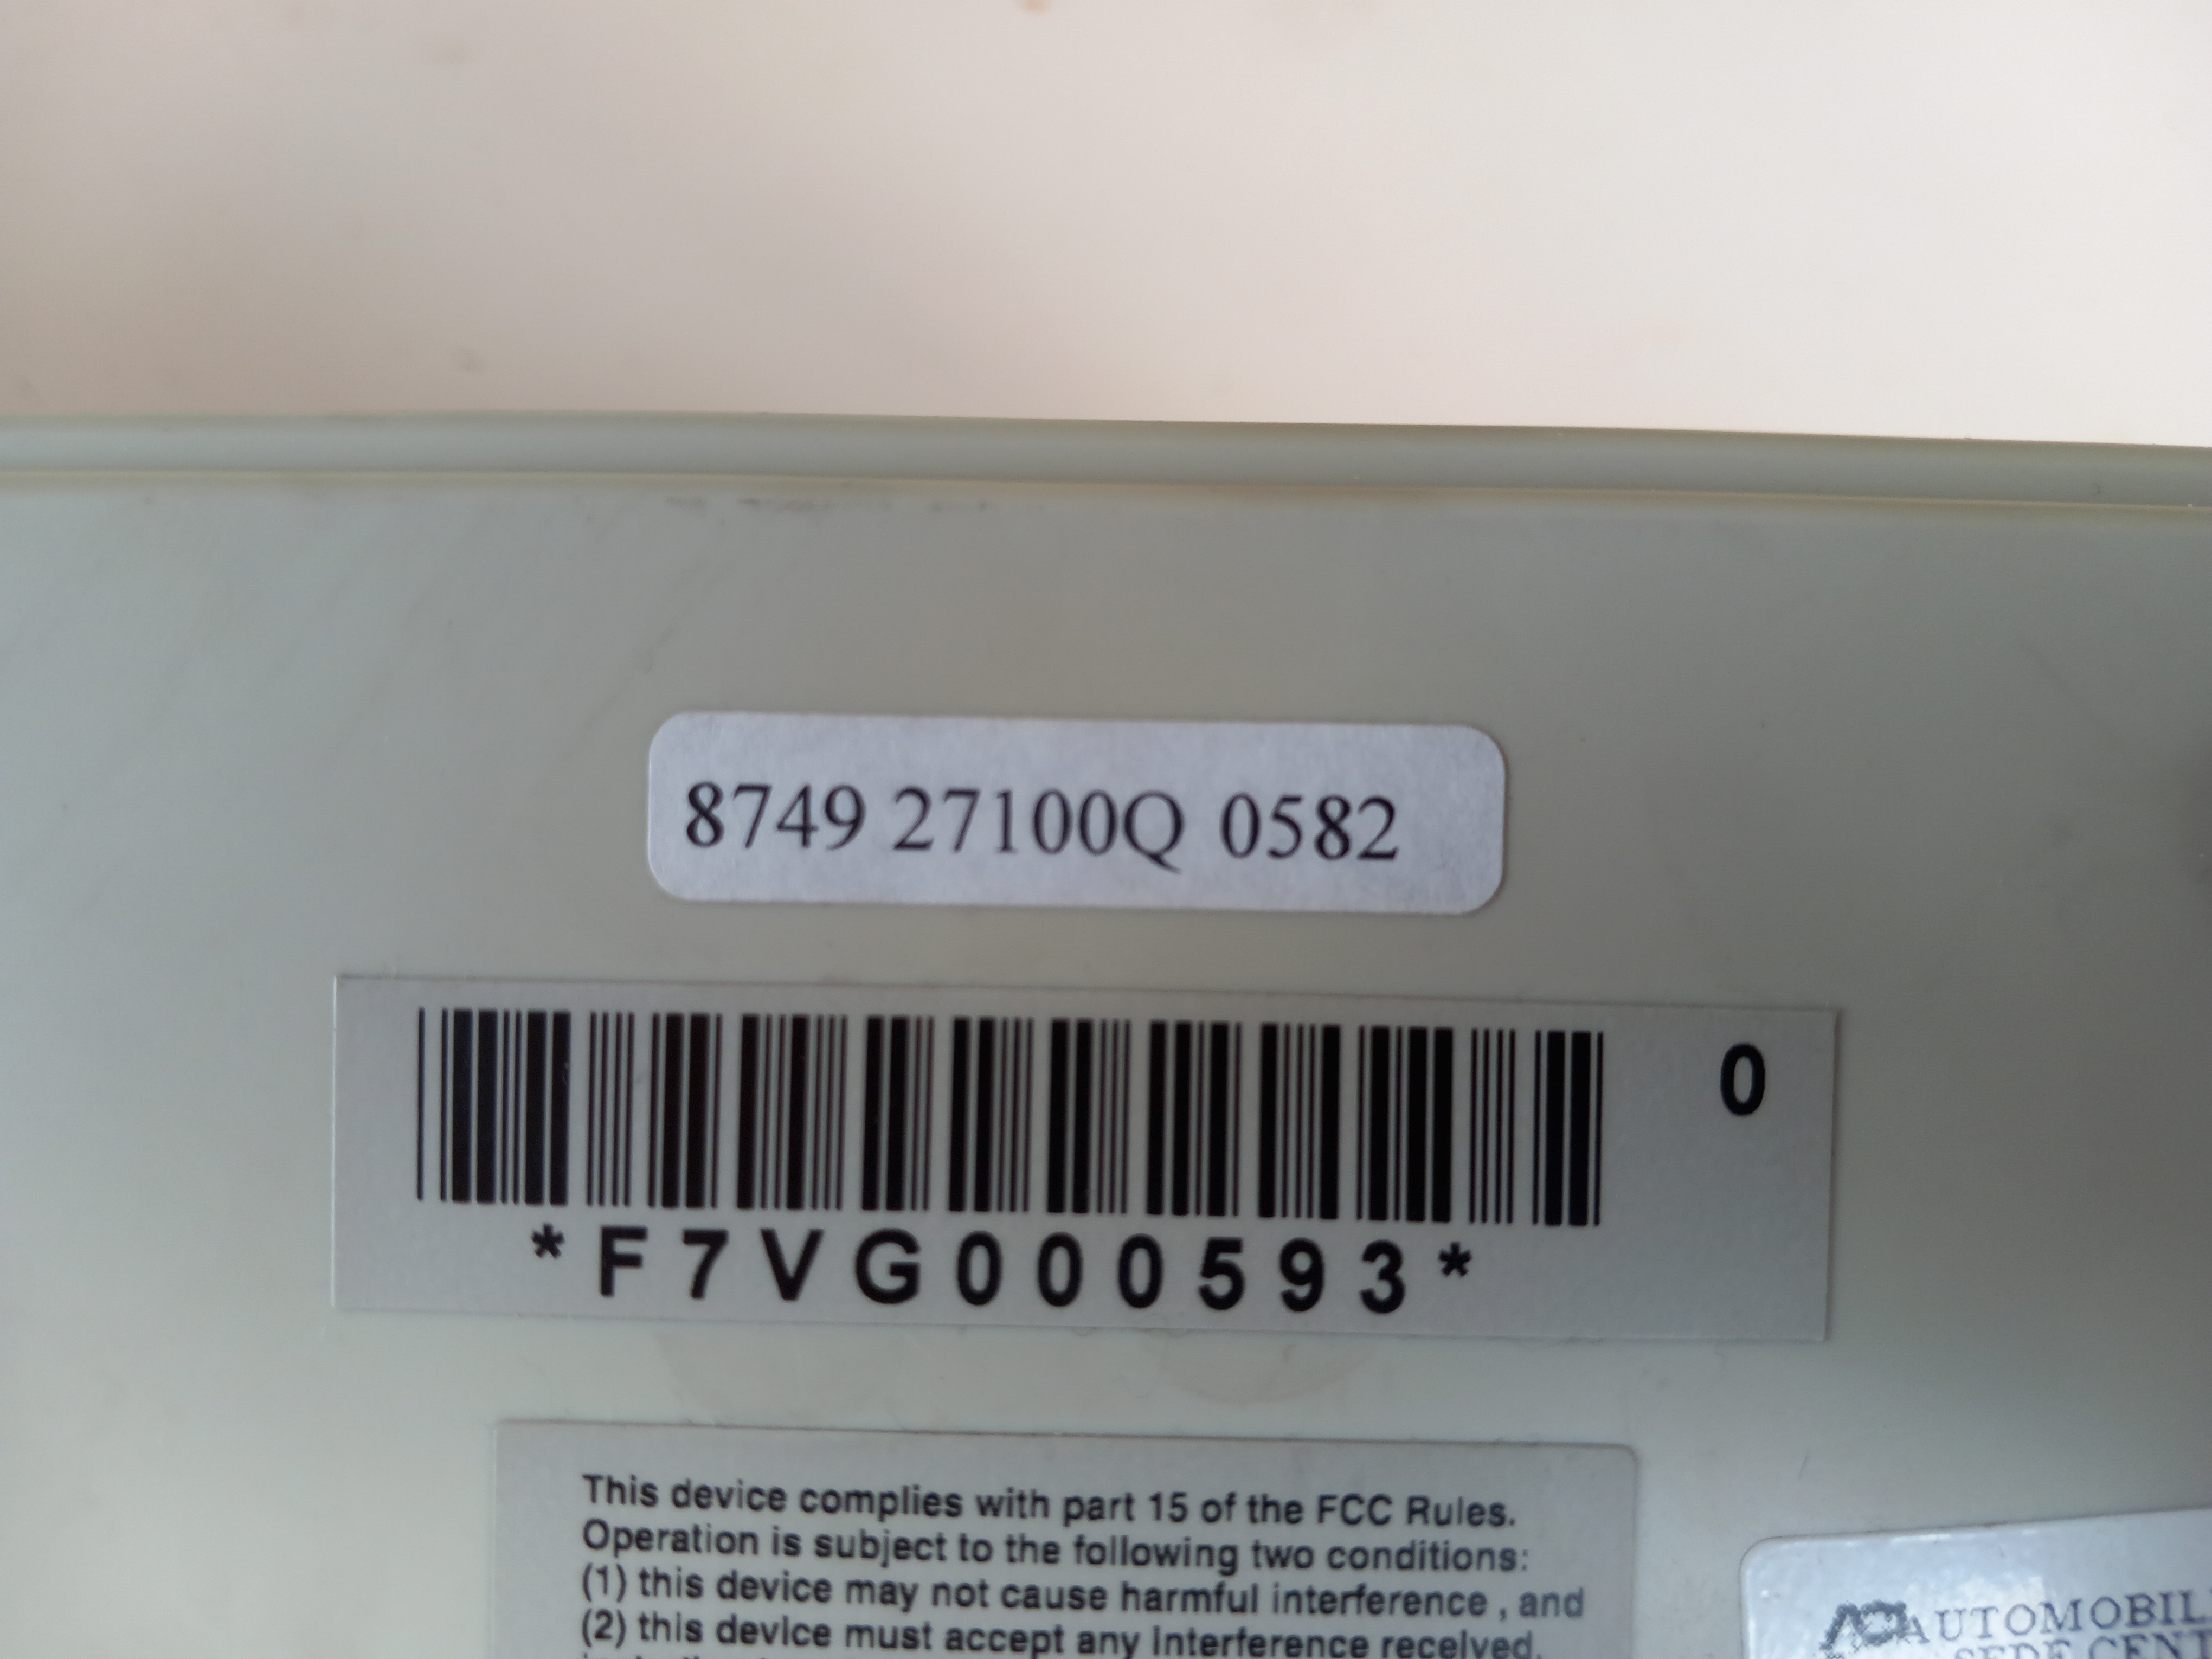 8749 27100Q 0582
0
*F7VG000593*
This device complies with part 15 of the FCC Rules.
Operation is subject to the following two conditions:
(1) this device may not cause harmful interference , and
(2) this device must accept any interference received,
AUTOMOBIL
SEDE CENT